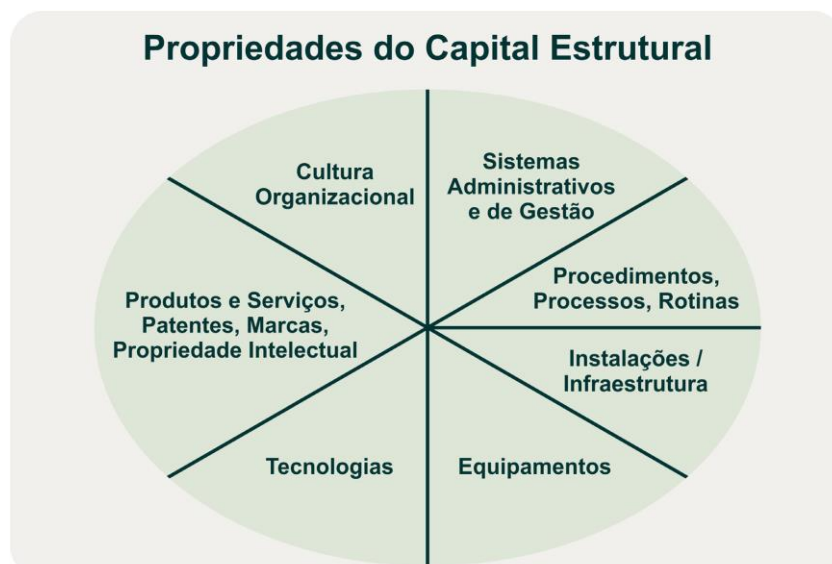 Propriedades do Capital Estrutural
Cultura
Organizacional
Sistemas
Administrativos
e de Gestão
Procedimentos,
Processos, Rotinas
Produtos e Serviços,
Patentes, Marcas,
Propriedade Intelectual
Instalações /
Infraestrutura
Tecnologias
Equipamentos